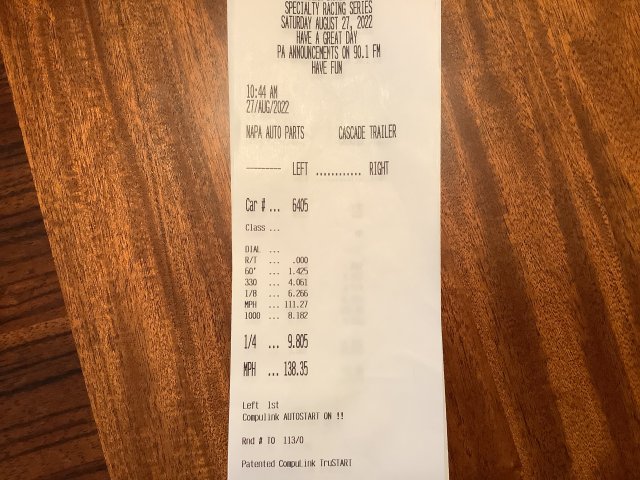 SPECIALTY RACING SERIES
SATURDAY AUGUST 27, 2022
HAVE A GREAT DAY
PA ANNOUNCEMENTS ON 90.1 FM
HAVE FUN
10:44 AM
27/AUG/2022
NAPA AUTO PARTS CASCADE TRAILER
--------- LEFT ............ RIGHT
Car # ... 6405
Class ...
DIAL ...
R/T ... .000
60' ... 1.425
330 ... 4.061
1/8 ... 6.266
MPH ... 111.27
1000 ... 8.182
1/4 ... 9.805
MPH ... 138.35
Left 1st
Compulink AUTOSTART ON !!
Rnd # TO 113/0
Patented CompuLink TruSTART